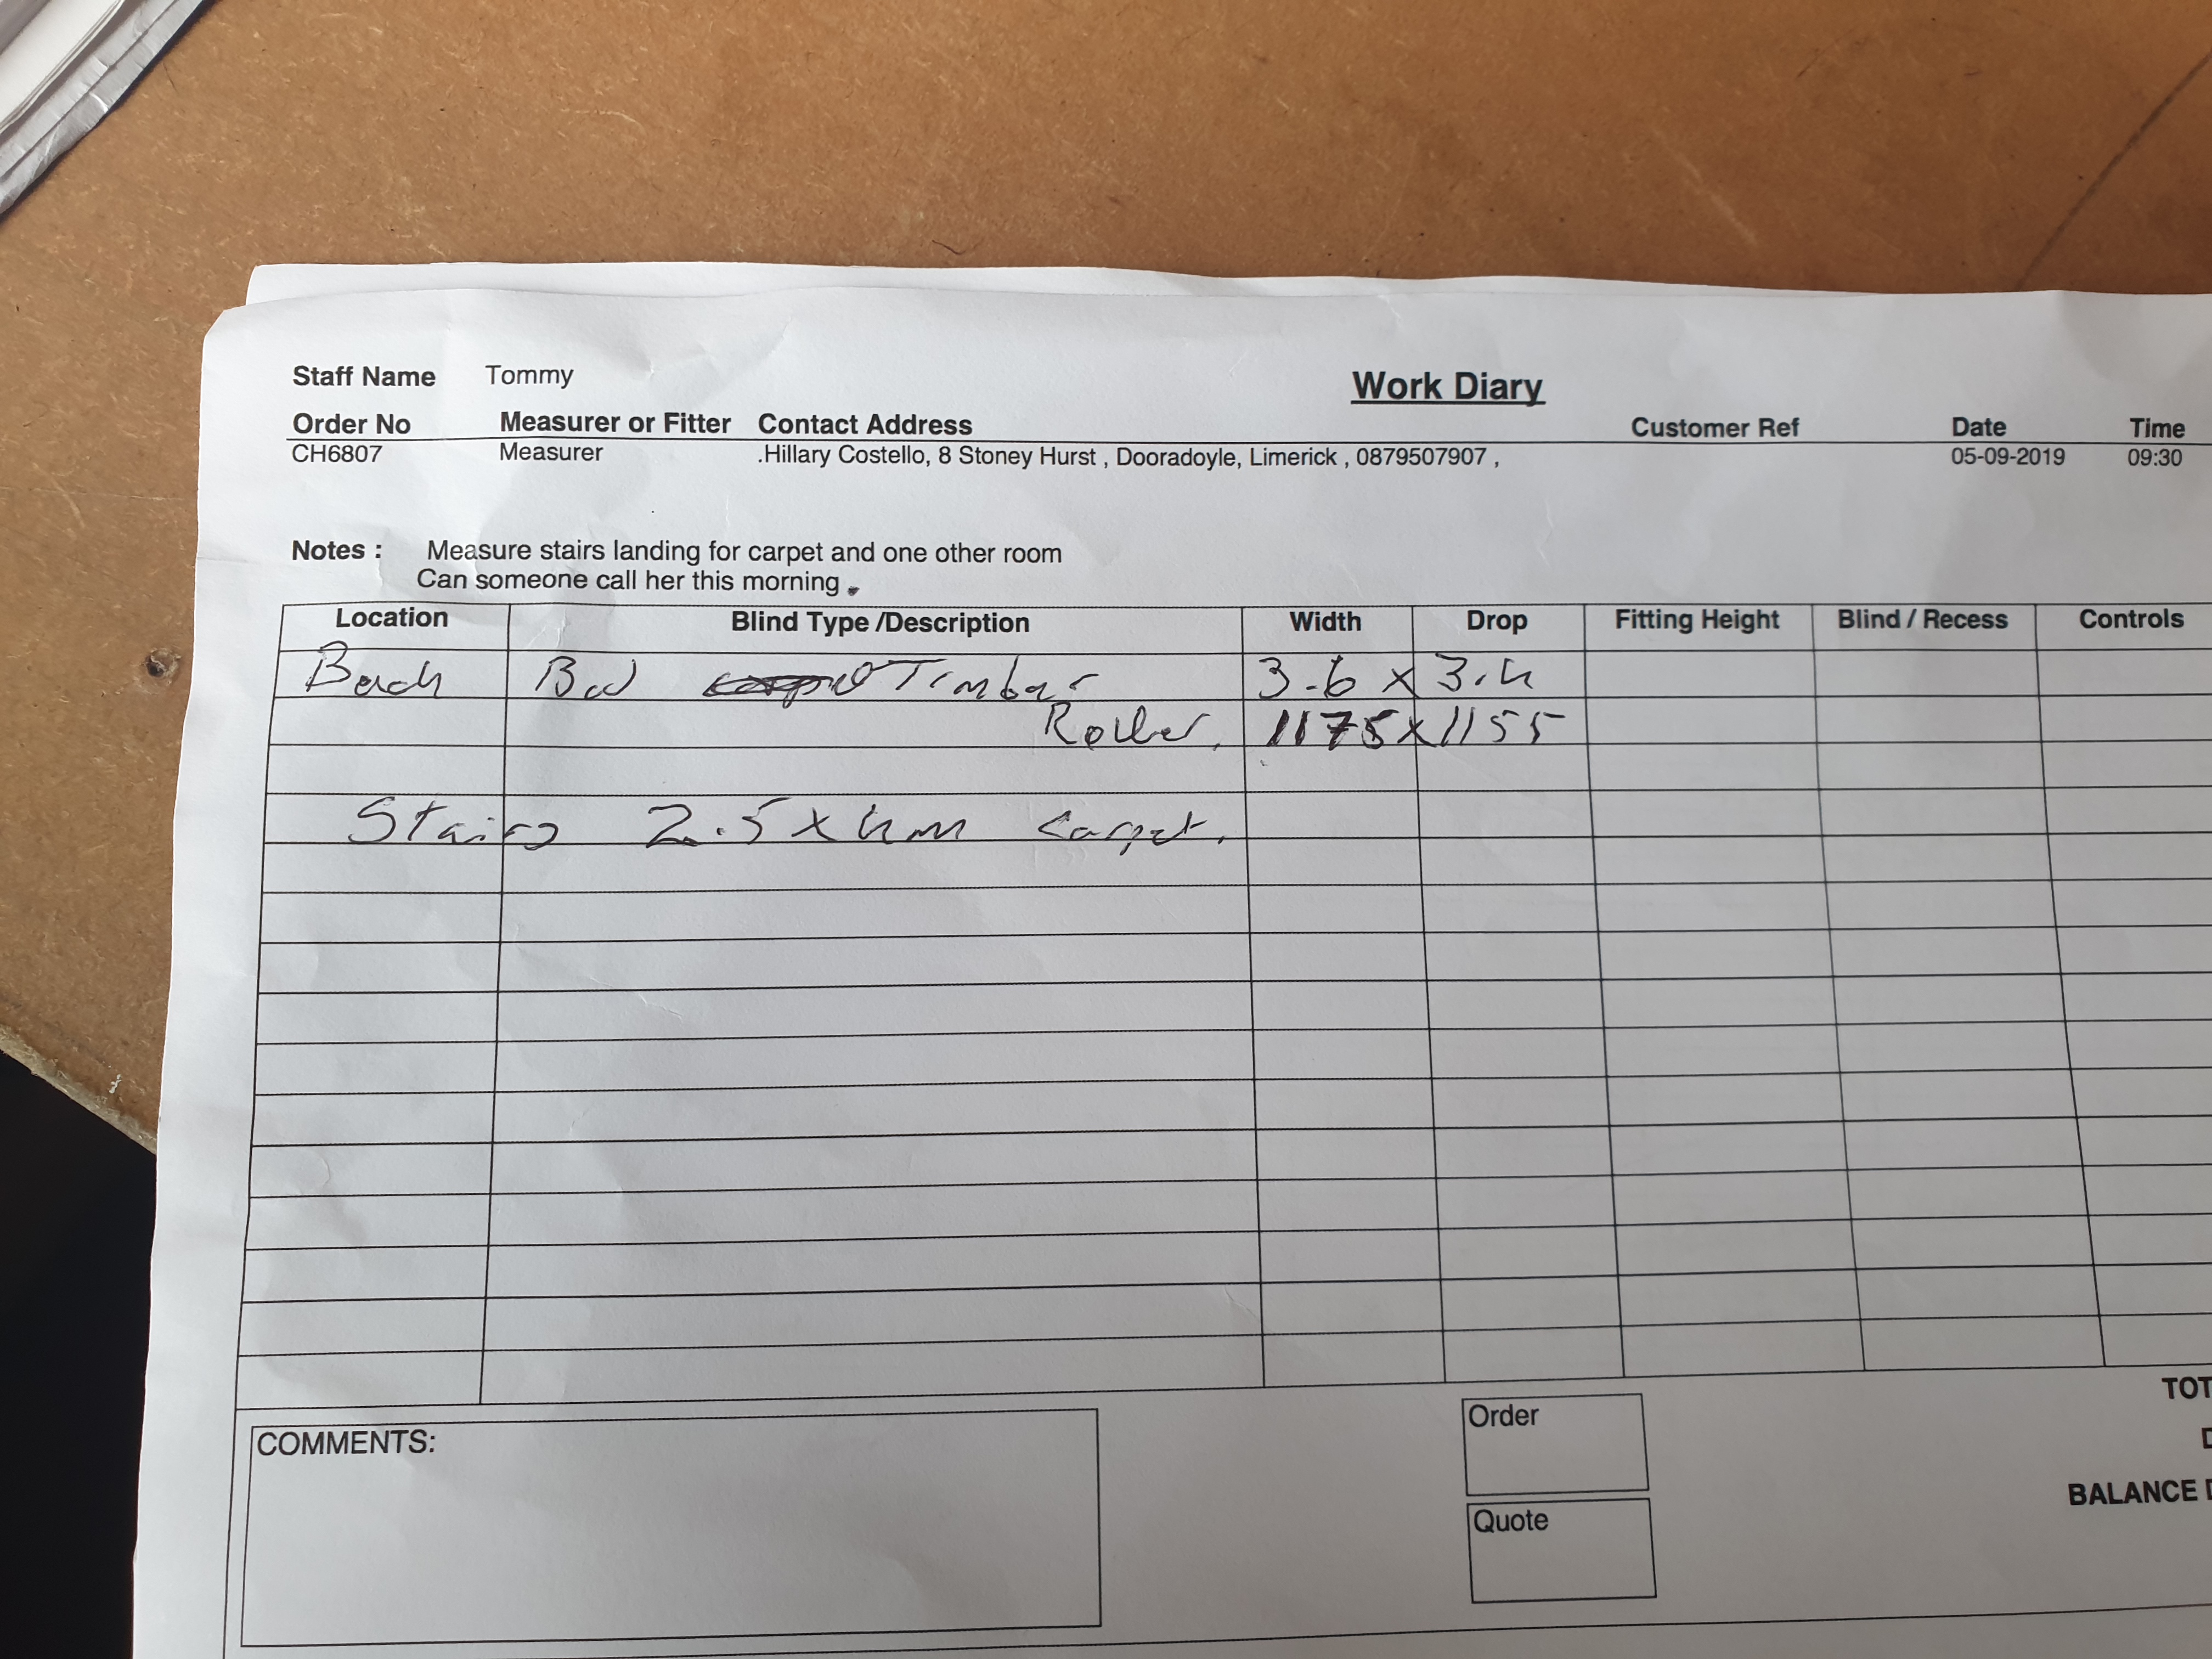 Staff Name Tommy
Work Diary
Order No Measurer or Fitter Contact Address Customer Ref Date Time
CH6807 Measurer .Hillary Costello, 8 Stoney Hurst , Dooradoyle, Limerick , 0879507907 , 05-09-2019 09:30
Notes : Measure stairs landing for carpet and one other room
Can someone call her this morning .
Location Blind Type /Description Width Drop Fitting Height Blind / Recess Controls
Back Bed Timber 3.6 x 3.4
Roller, 1175 x 1155
Stairs 2.5 x 4m carpet.
TOT
COMMENTS: Order
D
BALANCE D
Quote